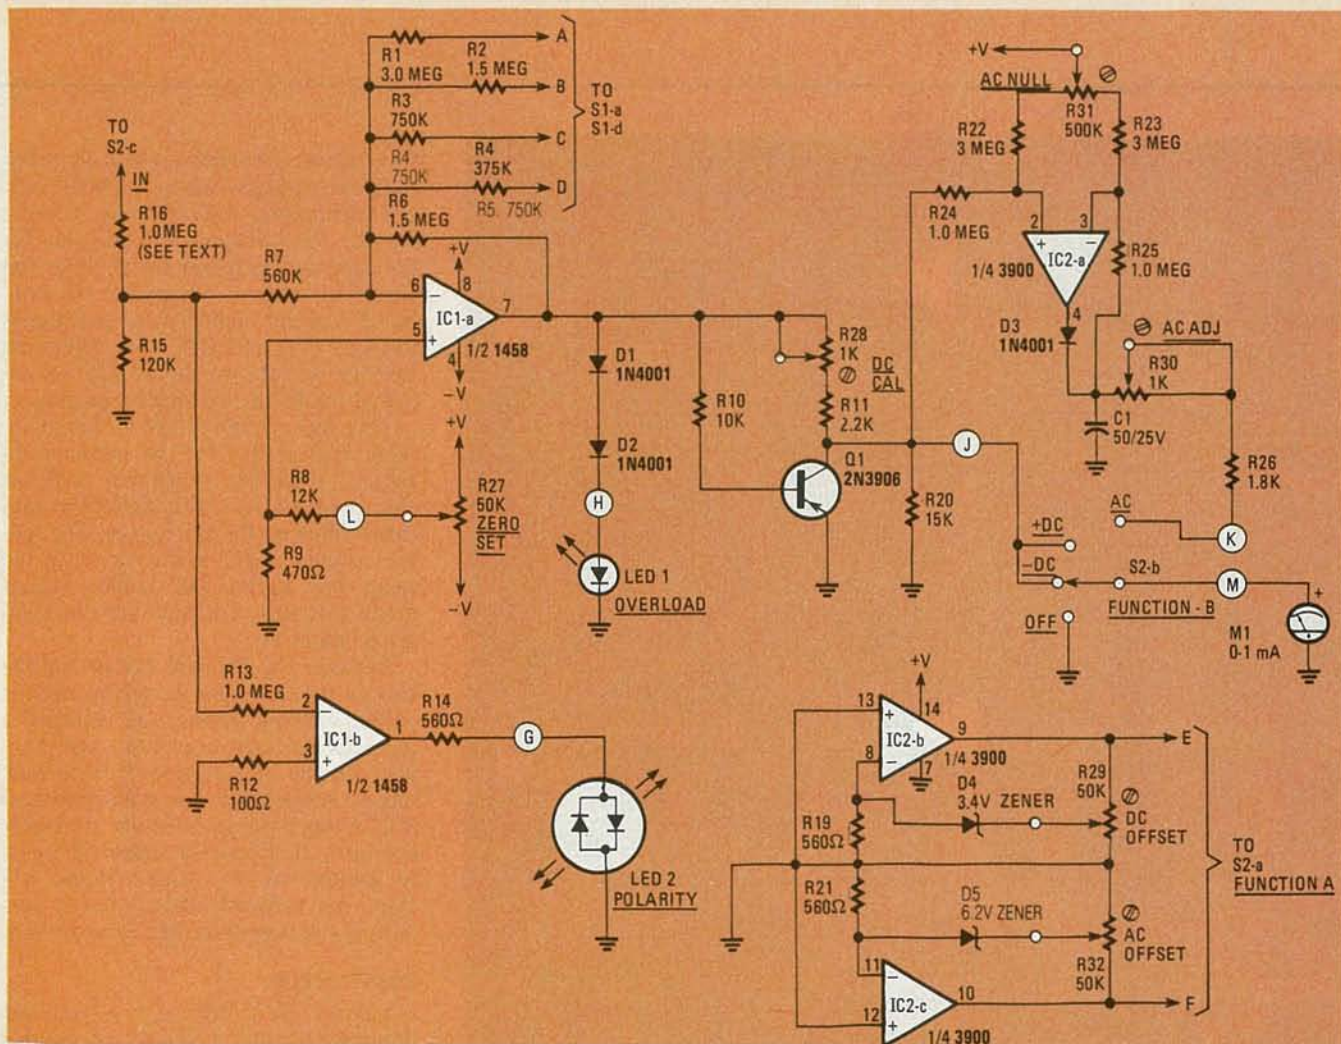 R1
3.0 MEG
A
R2
1.5 MEG
B
TO
S1-a
S1-d
R3
750K
C
R4
750K
R4
375K
D
R5 750K
R6
1.5 MEG
TO
S2-c
IN
R16
1.0 MEG
(SEE TEXT)
R7
560K
R15
120K
+V
8
6
−
IC1-a
7
5
+
1/2 1458
4
−V
+V
R8
12K
L
R27
50K
ZERO
SET
R9
470Ω
−V
D1
1N4001
D2
1N4001
H
LED 1
OVERLOAD
R10
10K
R28
1K
DC
CAL
R11
2.2K
Q1
2N3906
R20
15K
J
+V
AC NULL
R31
500K
R22
3 MEG
R23
3 MEG
R24
1.0 MEG
2
3
+
−
IC2-a
1/4 3900
4
R25
1.0 MEG
D3
1N4001
AC ADJ
R30
1K
C1
50/25V
R26
1.8K
AC
K
+DC
−DC
S2-b
M
FUNCTION - B
OFF
+
M1
0-1 mA
R13
1.0 MEG
2
−
IC1-b
1
3
+
R12
100Ω
1/2 1458
R14
560Ω
G
LED 2
POLARITY
+V
13
+
14
IC2-b
9
8
−
7
1/4 3900
E
D4
3.4V ZENER
R19
560Ω
R29
50K
DC
OFFSET
TO
S2-a
FUNCTION A
R21
560Ω
D5
6.2V ZENER
AC
OFFSET
R32
50K
11
−
IC2-c
10
12
+
1/4 3900
F